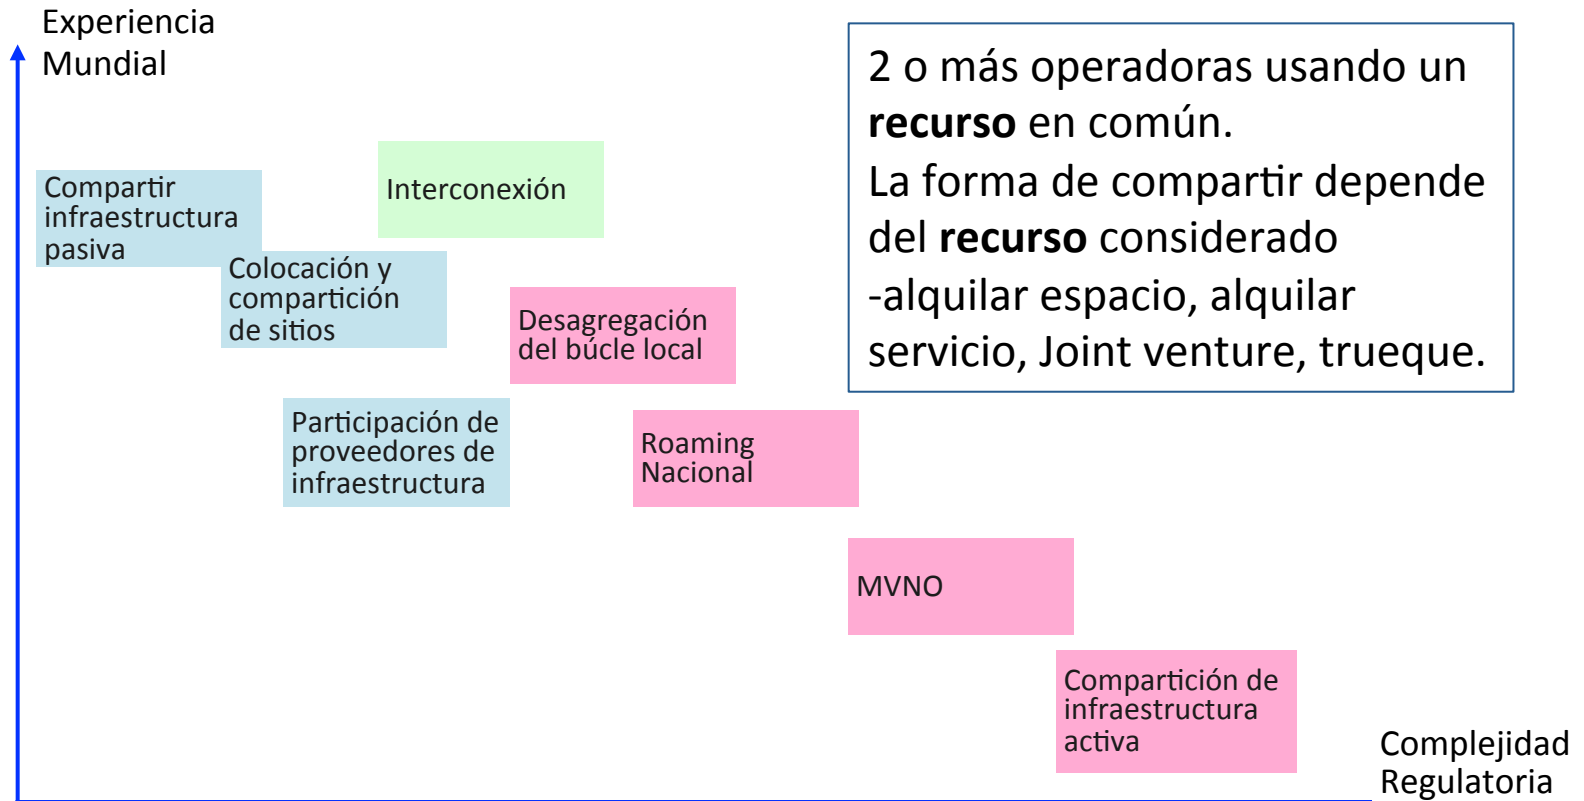 Experiencia
Mundial
2 o más operadoras usando un
recurso en común.
La forma de compartir depende
del recurso considerado
-alquilar espacio, alquilar
servicio, Joint venture, trueque.
Interconexión
Compartir
infraestructura
pasiva
Colocación y
compartición
de sitios
Desagregación
del búcle local
Participación de
proveedores de
infraestructura
Roaming
Nacional
MVNO
Compartición de
infraestructura
activa
Complejidad
Regulatoria